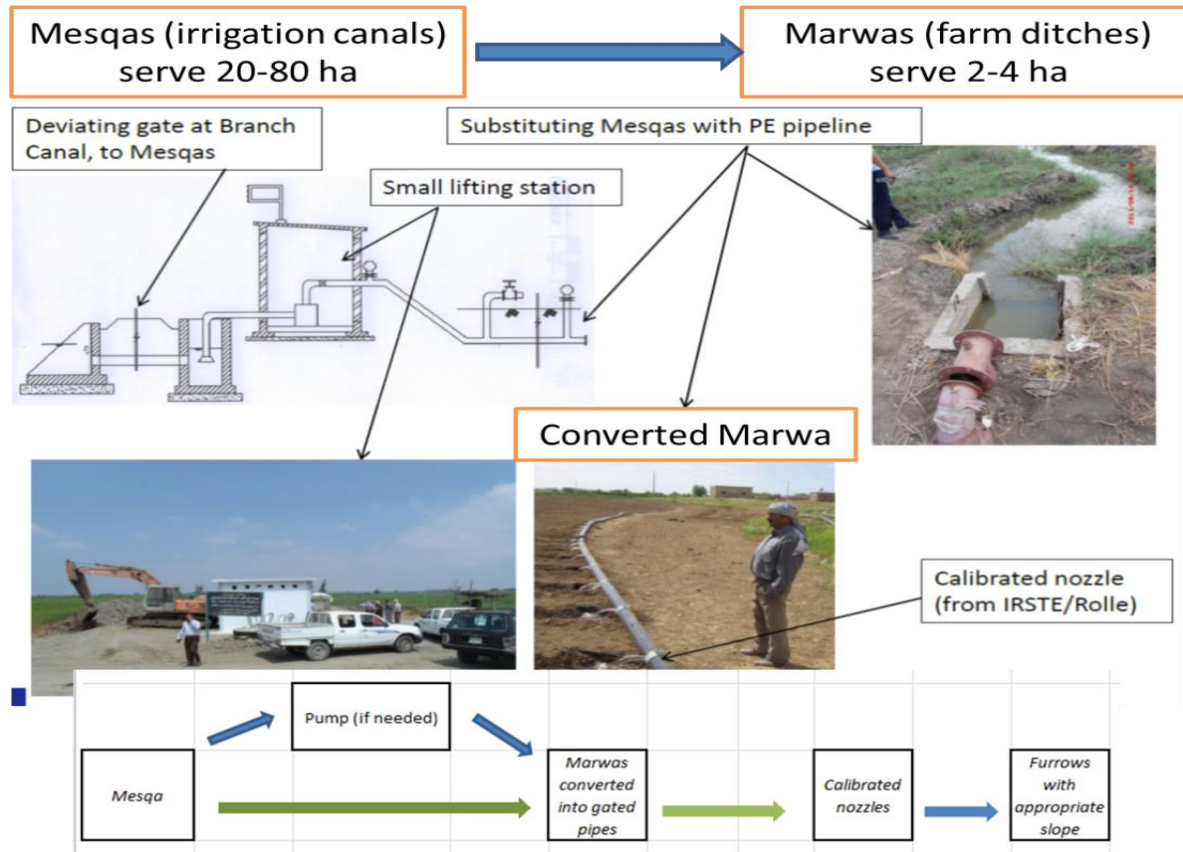 Mesqas (irrigation canals)
serve 20-80 ha
Marwas (farm ditches)
serve 2-4 ha
Deviating gate at Branch
Canal, to Mesqas
Substituting Mesqas with PE pipeline
Small lifting station
Converted Marwa
Calibrated nozzle
(from IRSTE/Rolle)
Pump (if needed)
Mesqa
Marwas
converted
into gated
pipes
Calibrated
nozzles
Furrows
with
appropriate
slope